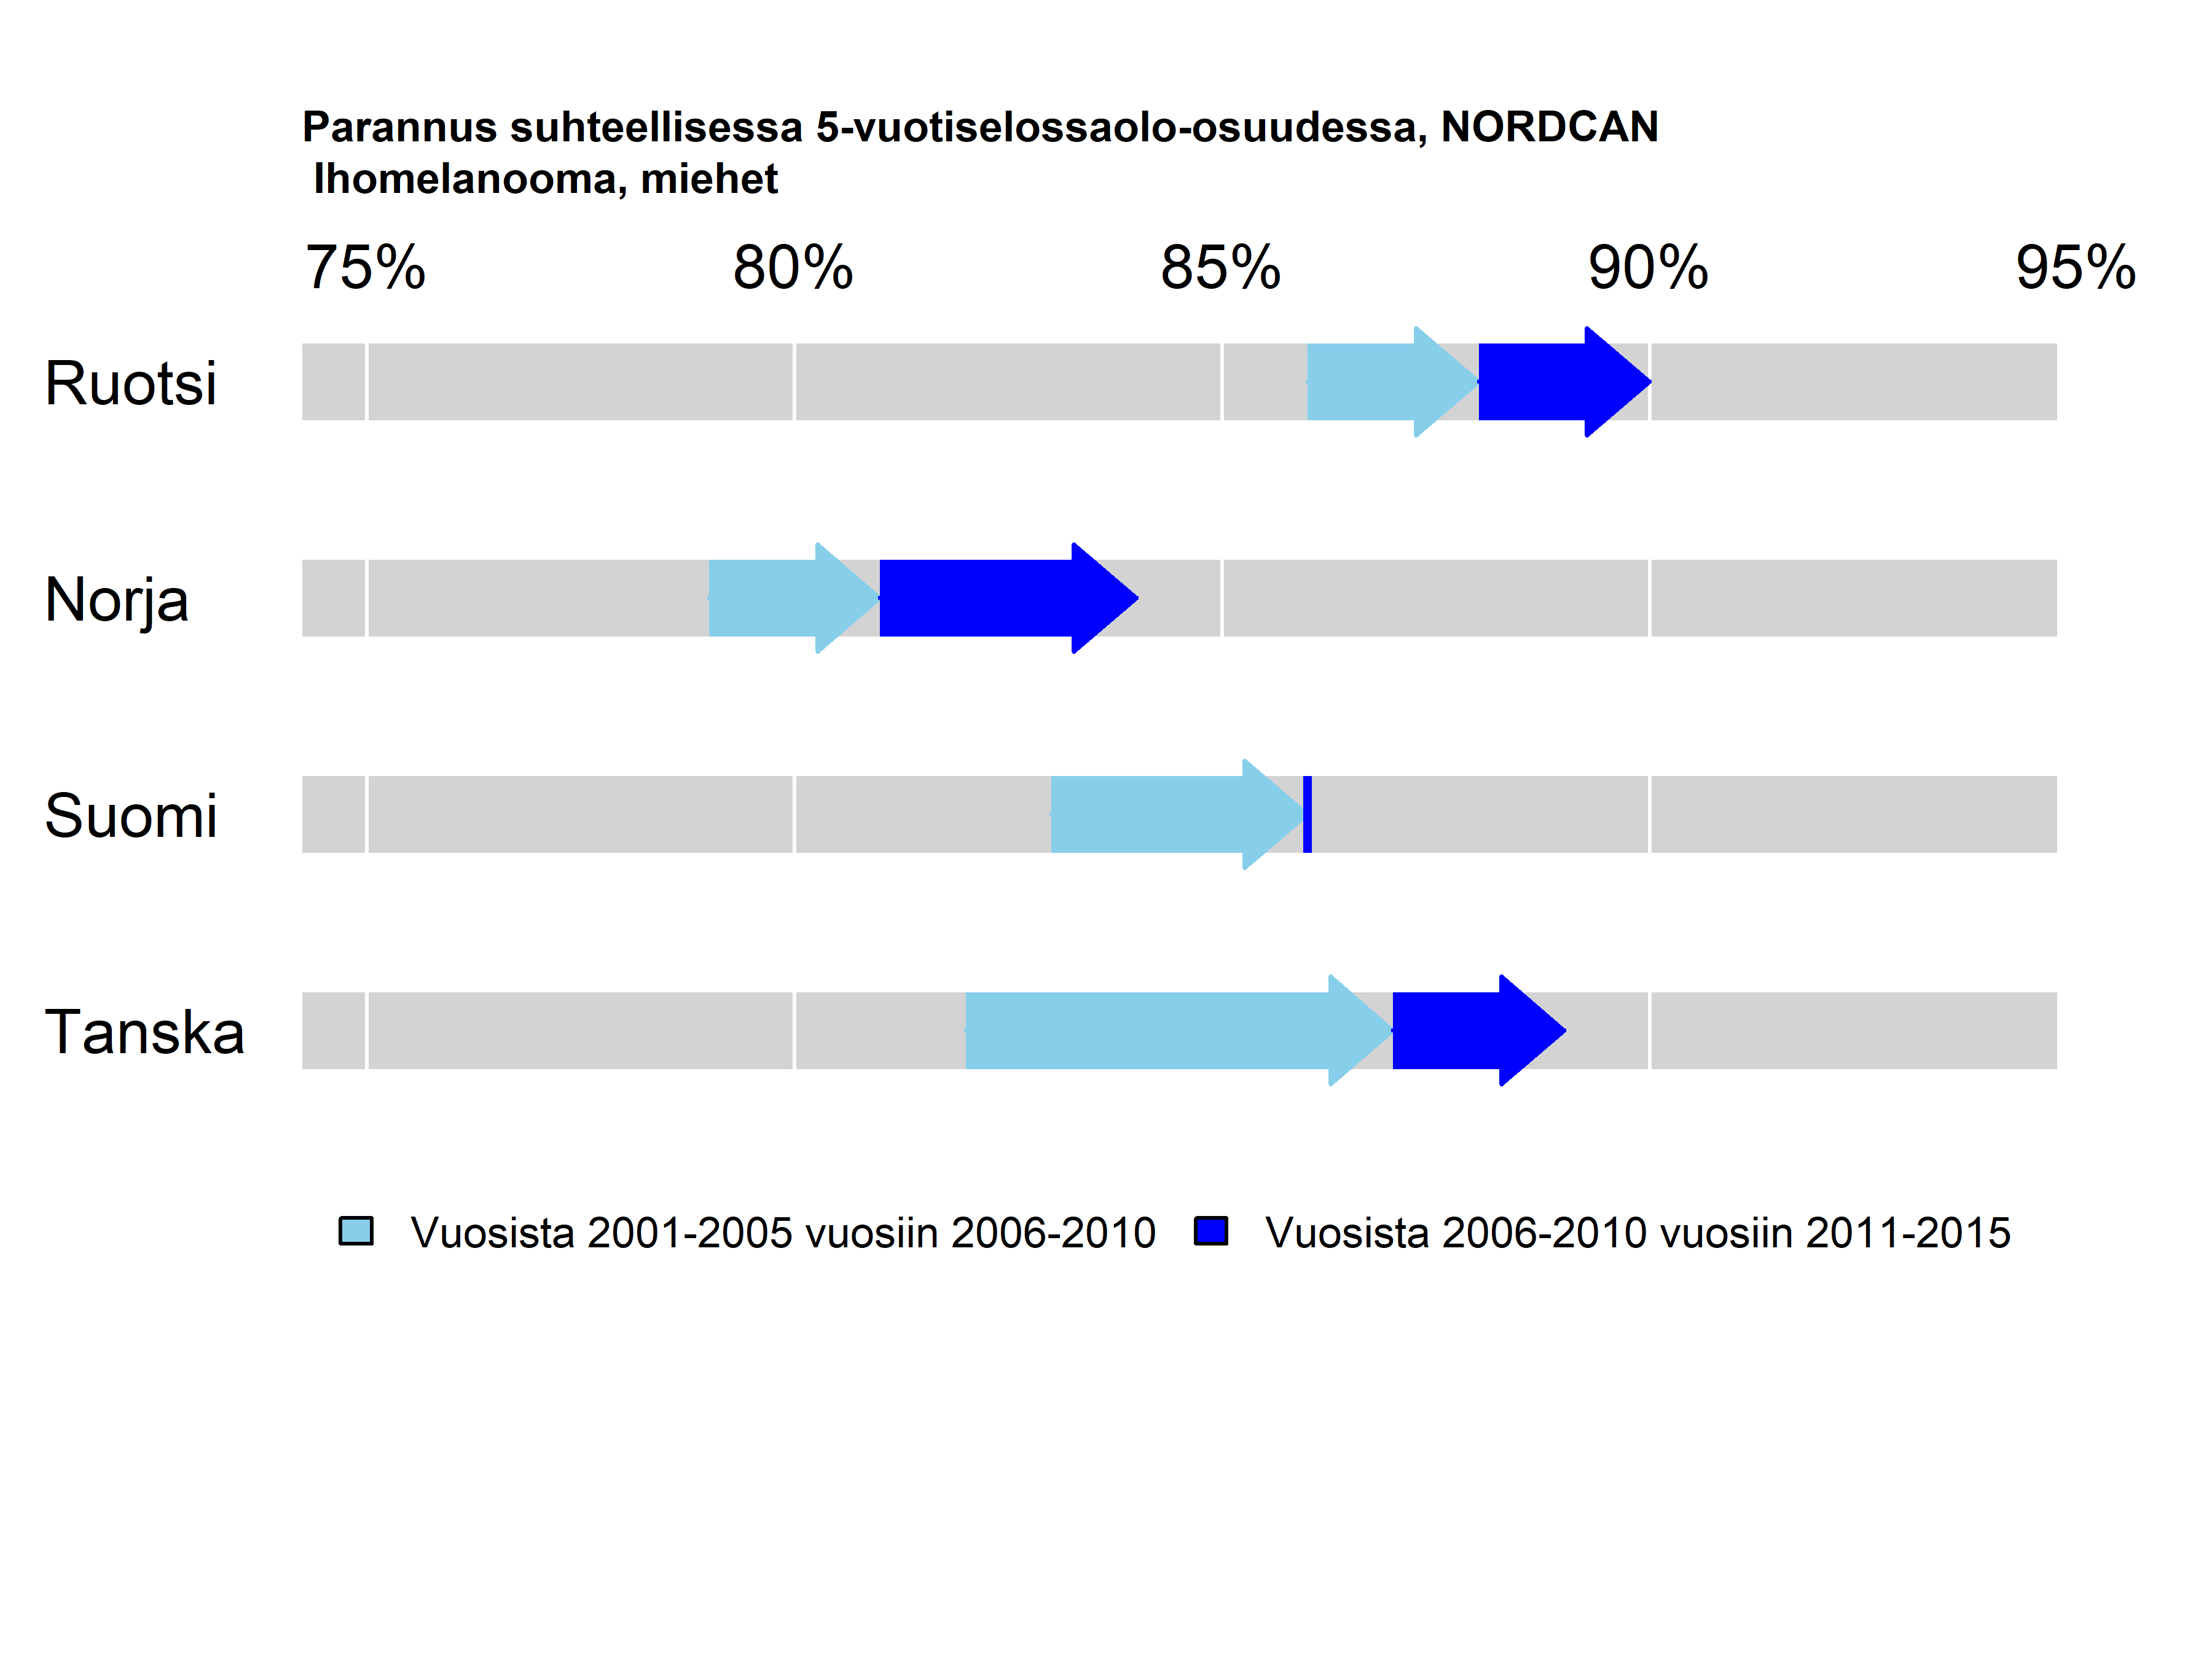 Parannus suhteellisessa 5-vuotiselossaolo-osuudessa, NORDCAN
Ihomelanooma, miehet
75% 80% 85% 90% 95%
Ruotsi
Norja
Suomi
Tanska
Vuosista 2001-2005 vuosiin 2006-2010 Vuosista 2006-2010 vuosiin 2011-2015